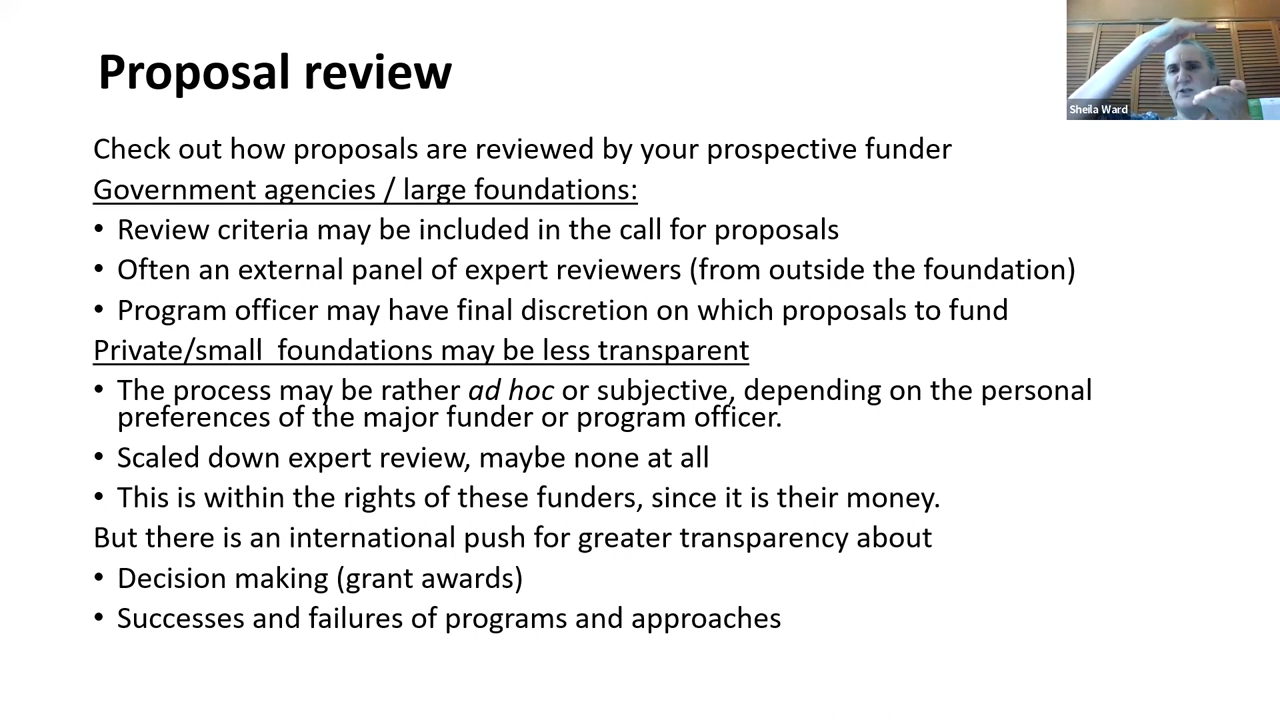 Proposal review
Sheila Ward
Check out how proposals are reviewed by your prospective funder
Government agencies / large foundations:
• Review criteria may be included in the call for proposals
• Often an external panel of expert reviewers (from outside the foundation)
• Program officer may have final discretion on which proposals to fund
Private/small  foundations may be less transparent
• The process may be rather ad hoc or subjective, depending on the personal
preferences of the major funder or program officer.
• Scaled down expert review, maybe none at all
• This is within the rights of these funders, since it is their money.
But there is an international push for greater transparency about
• Decision making (grant awards)
• Successes and failures of programs and approaches